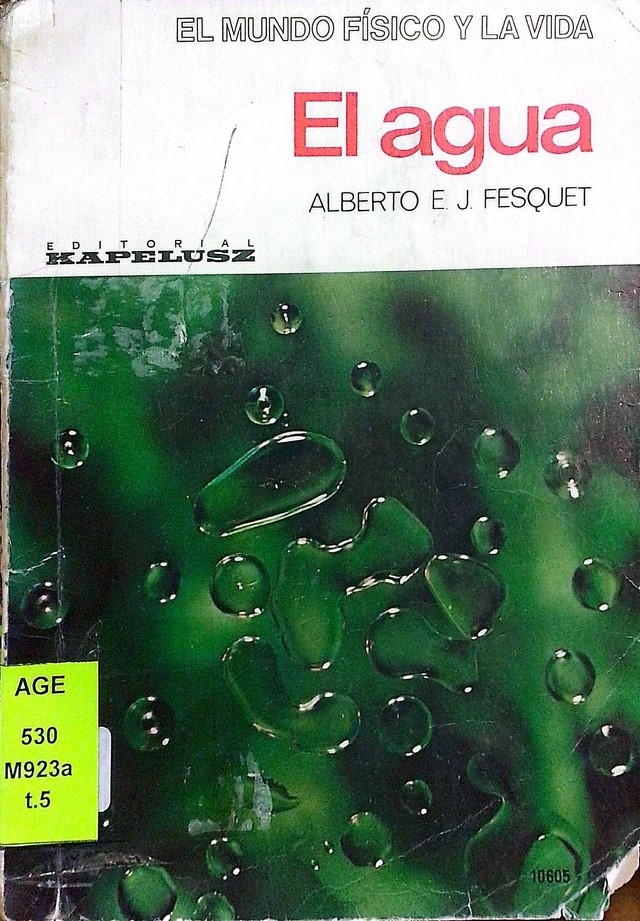 EL MUNDO FÍSICO Y LA VIDA
El agua
ALBERTO E. J. FESQUET
EDITORIAL
KAPELUSZ
AGE
530
M923a
t.5
10605